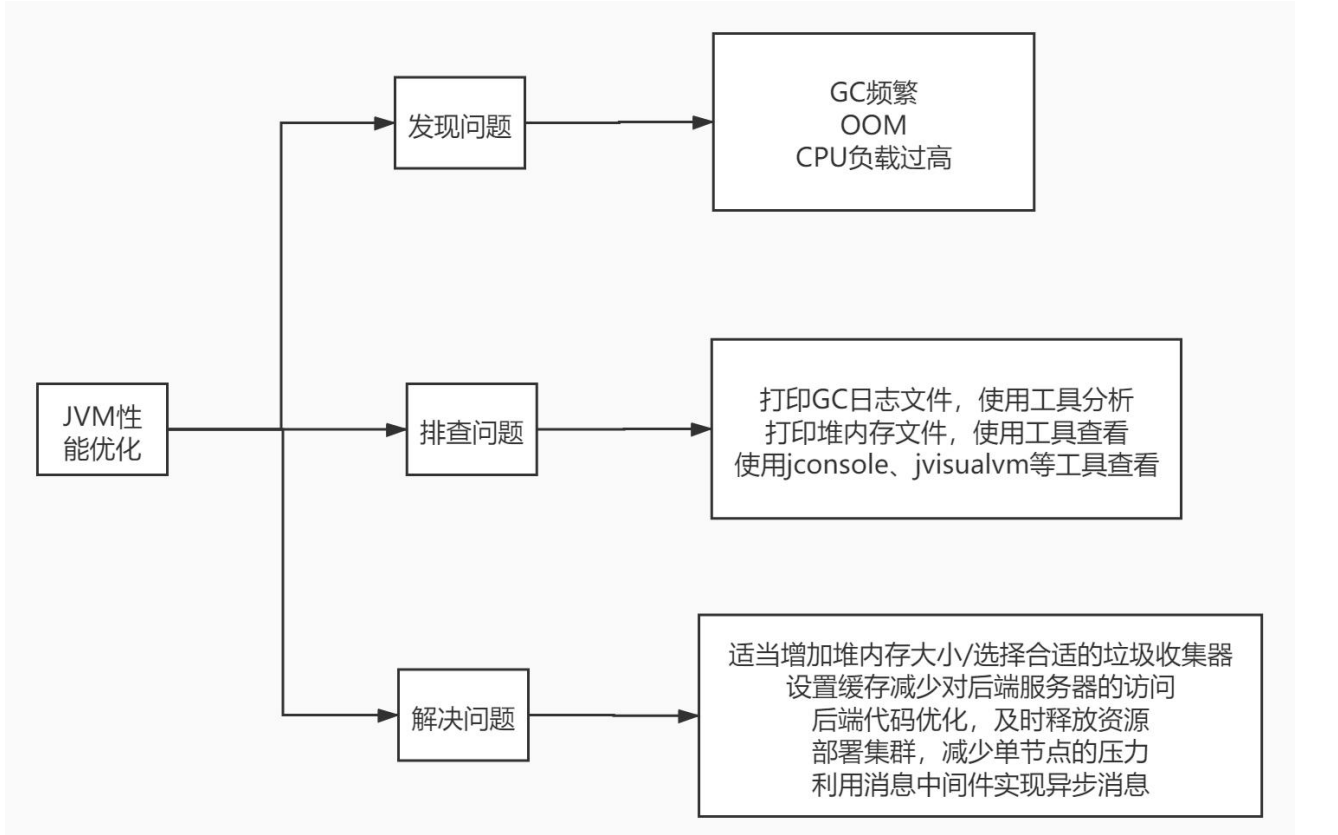 JVM性
能优化
发现问题
GC频繁
OOM
CPU负载过高
排查问题
打印GC日志文件，使用工具分析
打印堆内存文件，使用工具查看
使用jconsole、jvisualvm等工具查看
解决问题
适当增加堆内存大小/选择合适的垃圾收集器
设置缓存减少对后端服务器的访问
后端代码优化，及时释放资源
部署集群，减少单节点的压力
利用消息中间件实现异步消息